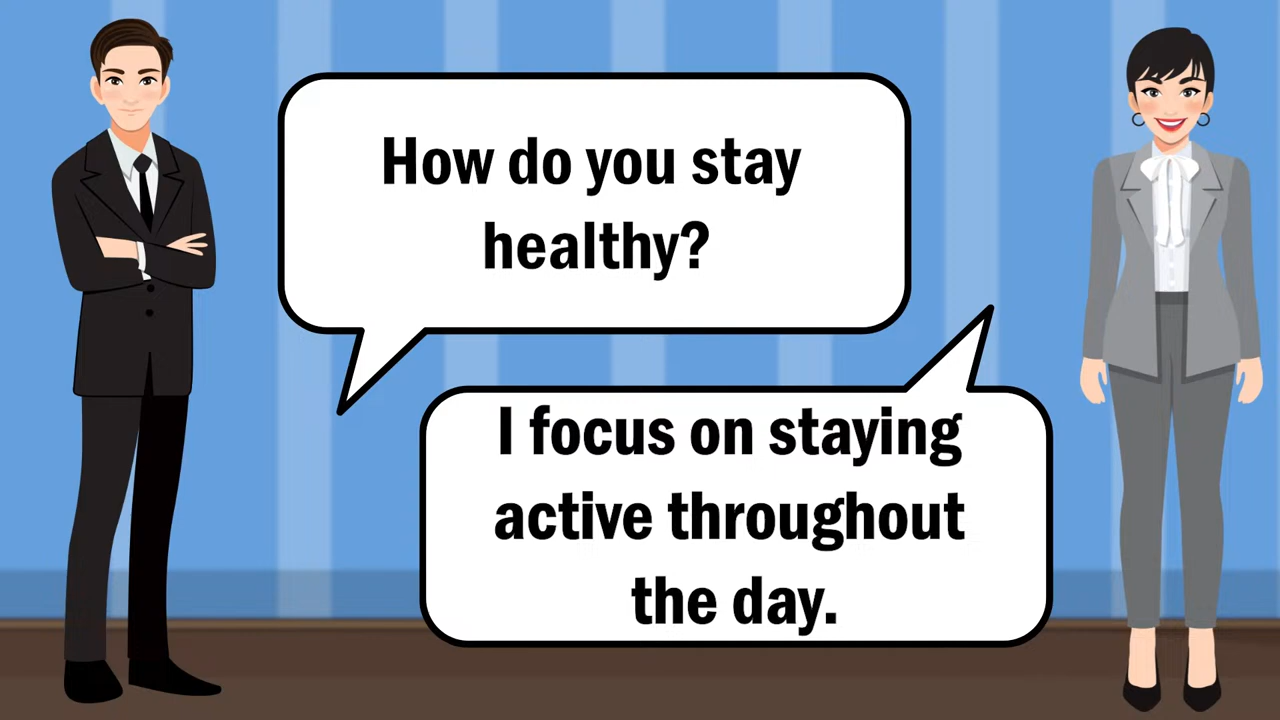 How do you stay
healthy?
I focus on staying
active throughout
the day.